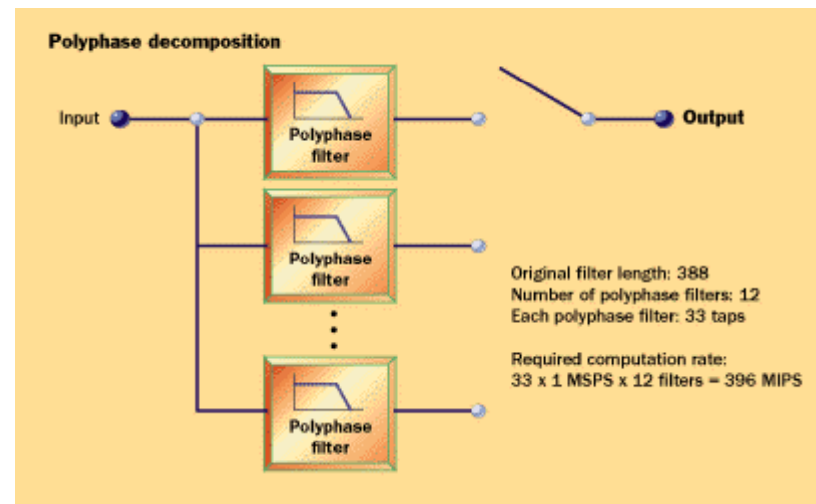 Polyphase decomposition
Input
Polyphase
filter
Output
Polyphase
filter
Original filter length: 388
Number of polyphase filters: 12
Each polyphase filter: 33 taps
Required computation rate:
33 x 1 MSPS x 12 filters = 396 MIPS
Polyphase
filter